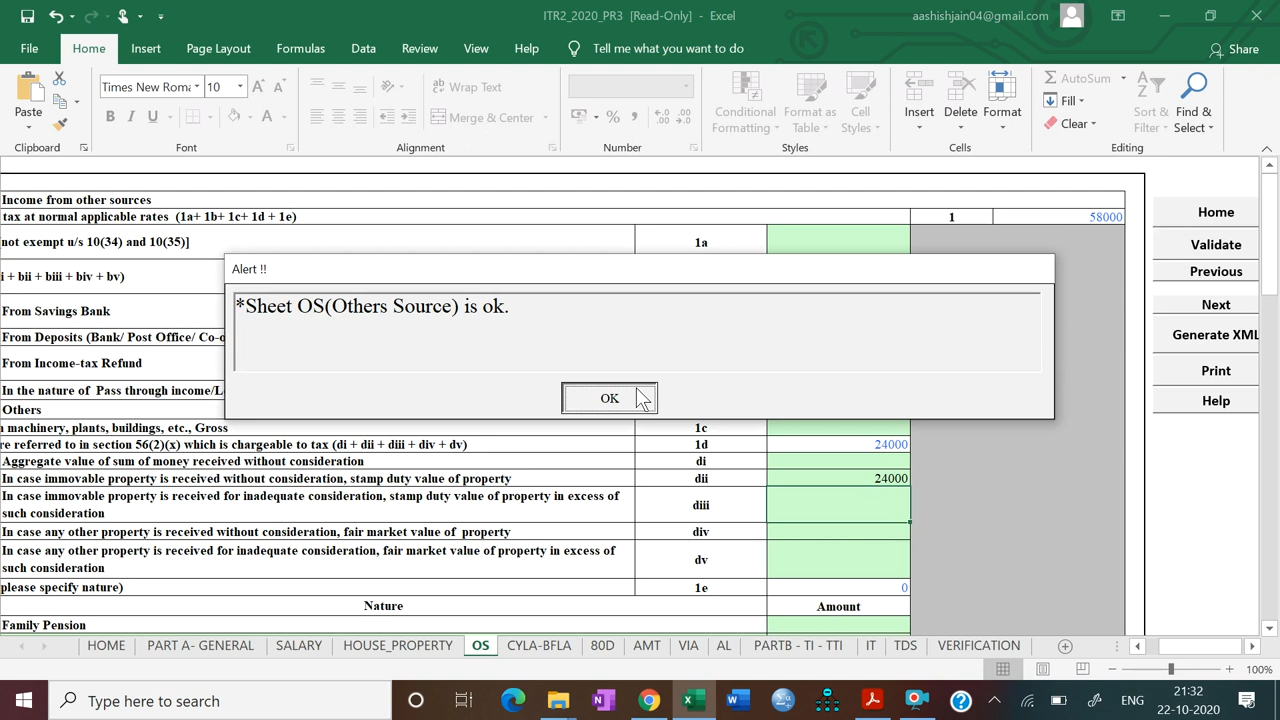 ITR2_2020_PR3 [Read-Only] - Excel
aashishjain04@gmail.com
File Home Insert Page Layout Formulas Data Review View Help Tell me what you want to do Share
Paste
Times New Roma 10
B I U
Wrap Text
Merge & Center
%
Conditional Formatting
Format as Table
Cell Styles
Insert Delete Format
AutoSum
Fill
Clear
Sort & Filter
Find & Select
Clipboard Font Alignment Number Styles Cells Editing
Income from other sources
tax at normal applicable rates (1a+ 1b+ 1c+ 1d + 1e) 1 58000
not exempt u/s 10(34) and 10(35)] 1a
i + bii + biii + biv + bv)
From Savings Bank
From Deposits (Bank/ Post Office/ Co-o
From Income-tax Refund
In the nature of Pass through income/L
Others
Alert !!
*Sheet OS(Others Source) is ok.
OK
n machinery, plants, buildings, etc., Gross 1c
re referred to in section 56(2)(x) which is chargeable to tax (di + dii + diii + div + dv) 1d 24000
Aggregate value of sum of money received without consideration di
In case immovable property is received without consideration, stamp duty value of property dii 24000
In case immovable property is received for inadequate consideration, stamp duty value of property in excess of
such consideration diii
In case any other property is received without consideration, fair market value of property div
In case any other property is received for inadequate consideration, fair market value of property in excess of
such consideration dv
please specify nature) 1e 0
Nature Amount
Family Pension
Home
Validate
Previous
Next
Generate XML
Print
Help
HOME PART A- GENERAL SALARY HOUSE_PROPERTY OS CYLA-BFLA 80D AMT VIA AL PARTB - TI - TTI IT TDS VERIFICATION
100%
Type here to search
ENG
21:32
22-10-2020